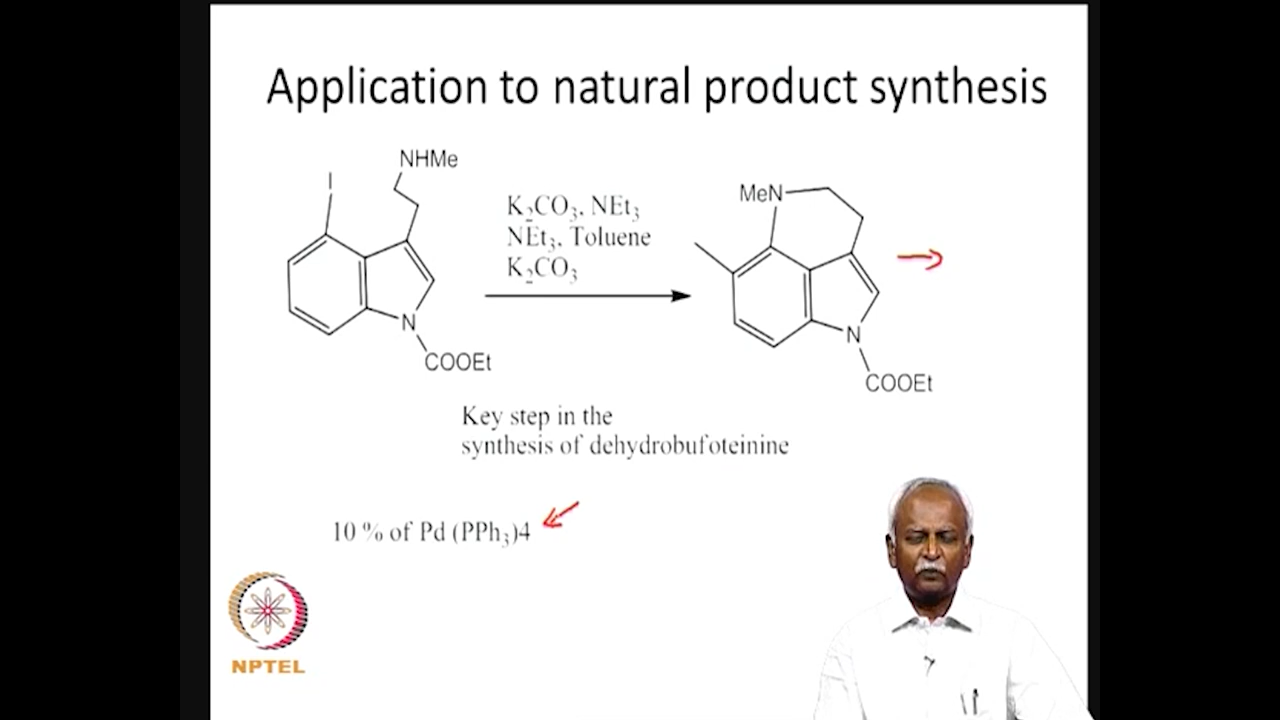 Application to natural product synthesis
NHMe
I
K₂CO₃, NEt₃
NEt₃, Toluene
K₂CO₃
N
COOEt
MeN
N
COOEt
Key step in the
synthesis of dehydrobufoteinine
10 % of Pd (PPh₃)4
NPTEL